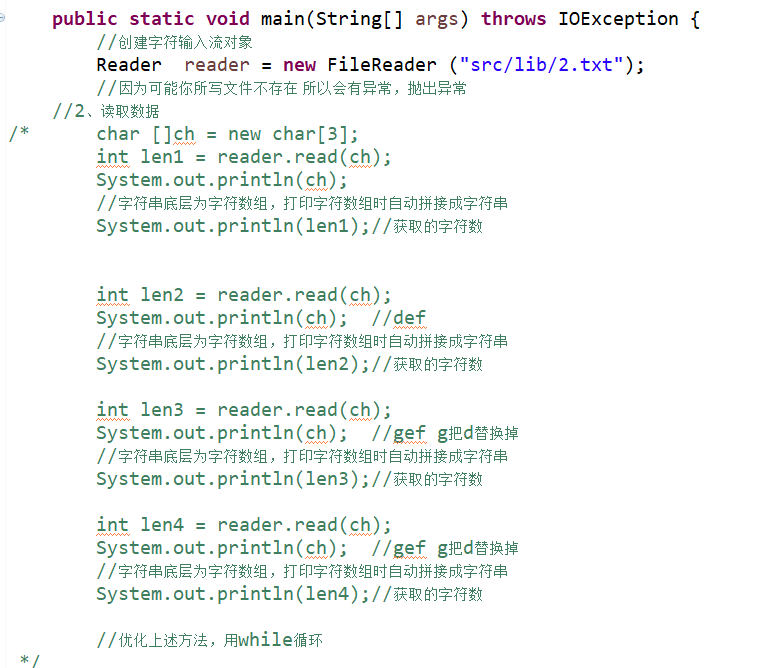 public static void main(String[] args) throws IOException {
//创建字符输入流对象
Reader  reader = new FileReader ("src/lib/2.txt");
//因为可能你所写文件不存在 所以会有异常，抛出异常
//2、读取数据
/*      char []ch = new char[3];
int len1 = reader.read(ch);
System.out.println(ch);
//字符串底层为字符数组，打印字符数组时自动拼接成字符串
System.out.println(len1);//获取的字符数
int len2 = reader.read(ch);
System.out.println(ch);  //def
//字符串底层为字符数组，打印字符数组时自动拼接成字符串
System.out.println(len2);//获取的字符数
int len3 = reader.read(ch);
System.out.println(ch);  //gef g把d替换掉
//字符串底层为字符数组，打印字符数组时自动拼接成字符串
System.out.println(len3);//获取的字符数
int len4 = reader.read(ch);
System.out.println(ch);  //gef g把d替换掉
//字符串底层为字符数组，打印字符数组时自动拼接成字符串
System.out.println(len4);//获取的字符数
//优化上述方法，用while循环
*/